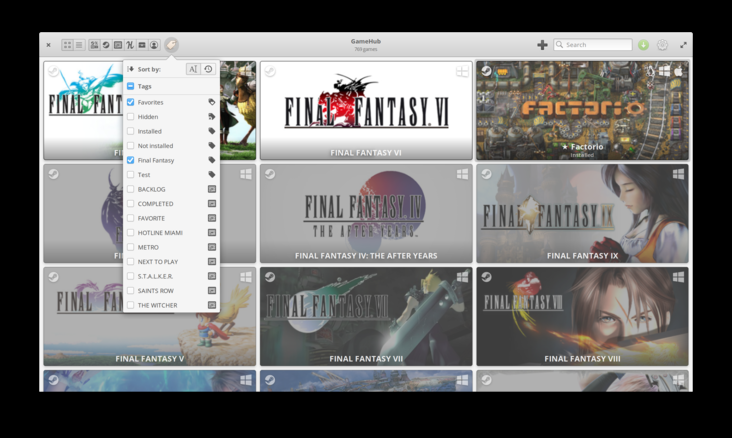 GameHub
769 games
Search
Sort by:
Tags
Favorites
Hidden
Installed
Not installed
Final Fantasy
Test
BACKLOG
COMPLETED
FAVORITE
HOTLINE MIAMI
METRO
NEXT TO PLAY
S.T.A.L.K.E.R.
SAINTS ROW
THE WITCHER
FINAL FANTASY VI
FINAL FANTASY VI
FACTORIO
★ Factorio
Installed
FINAL FANTASY IV
THE AFTER YEARS
FINAL FANTASY IV: THE AFTER YEARS
FINAL FANTASY IX
FINAL FANTASY IX
FINAL FANTASY V
FINAL FANTASY VII
FINAL FANTASY VII
FINAL FANTASY VIII
FINAL FANTASY VIII